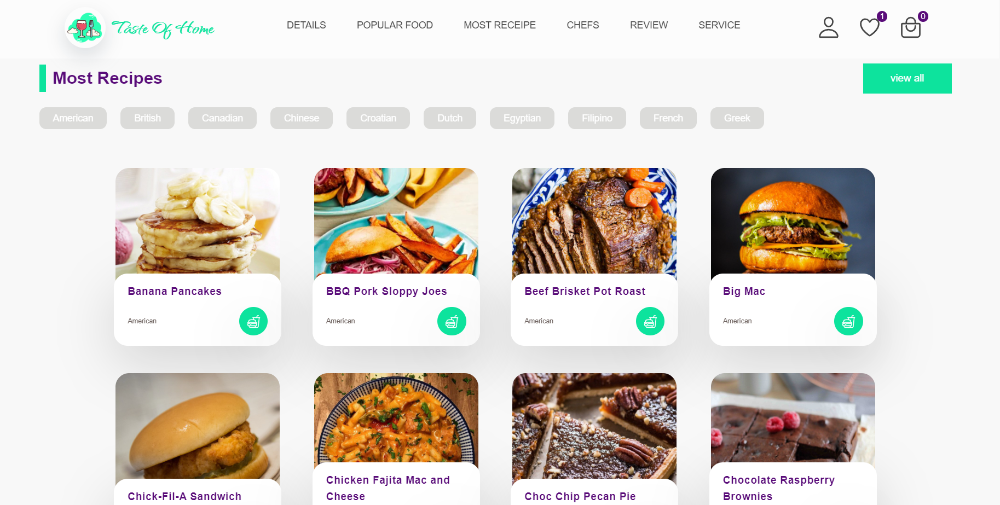 Taste Of Home
DETAILS
POPULAR FOOD
MOST RECEIPE
CHEFS
REVIEW
SERVICE
1
0
Most Recipes
view all
American
British
Canadian
Chinese
Croatian
Dutch
Egyptian
Filipino
French
Greek
Banana Pancakes
American
BBQ Pork Sloppy Joes
American
Beef Brisket Pot Roast
American
Big Mac
American
Chick-Fil-A Sandwich
Chicken Fajita Mac and
Cheese
Choc Chip Pecan Pie
Chocolate Raspberry
Brownies